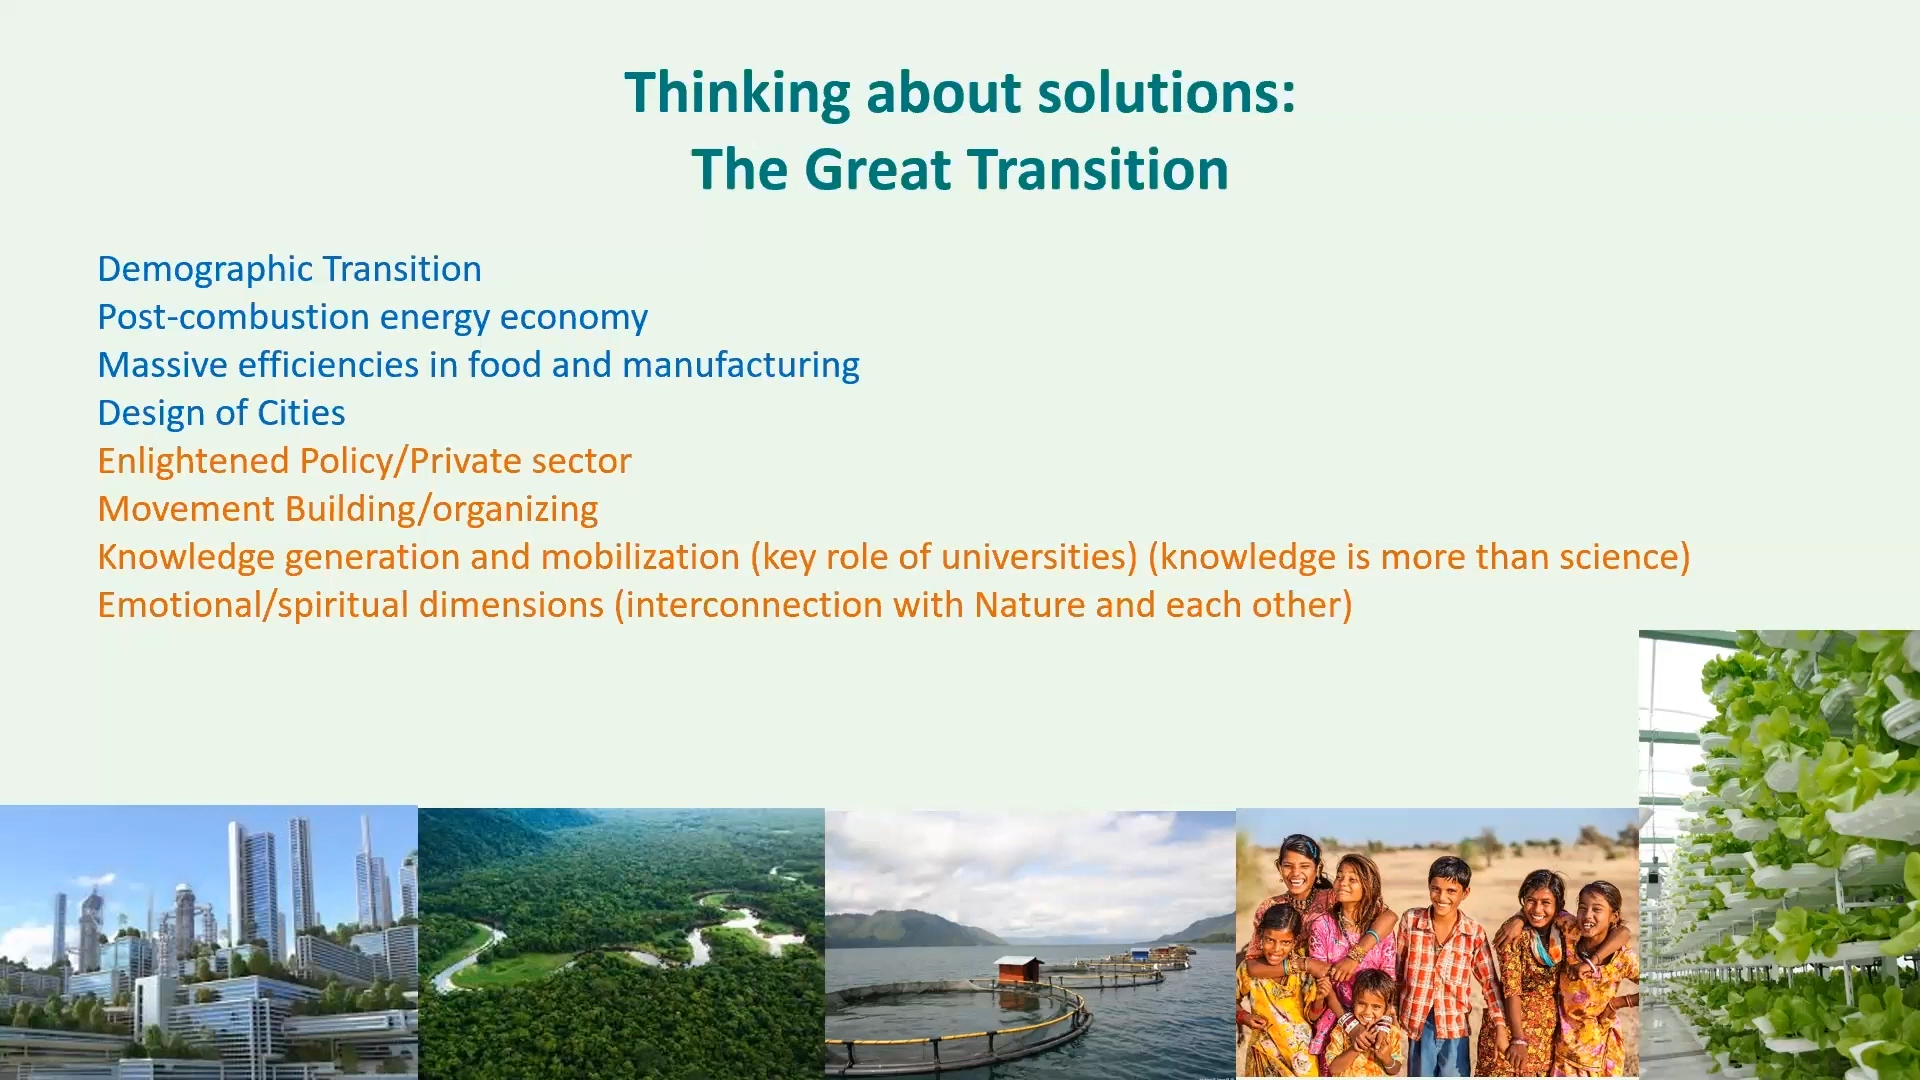 Thinking about solutions:
The Great Transition
Demographic Transition
Post-combustion energy economy
Massive efficiencies in food and manufacturing
Design of Cities
Enlightened Policy/Private sector
Movement Building/organizing
Knowledge generation and mobilization (key role of universities) (knowledge is more than science)
Emotional/spiritual dimensions (interconnection with Nature and each other)